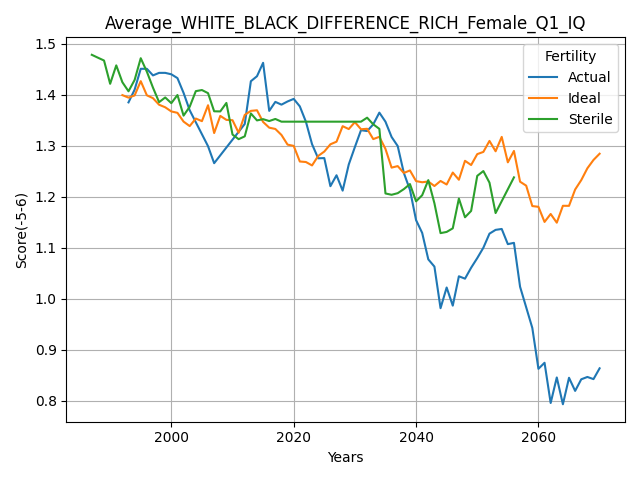 Average_WHITE_BLACK_DIFFERENCE_RICH_Female_Q1_IQ
Fertility
Actual
Ideal
Sterile
Score(-5-6)
1.5
1.4
1.3
1.2
1.1
1.0
0.9
0.8
2000 2020 2040 2060
Years